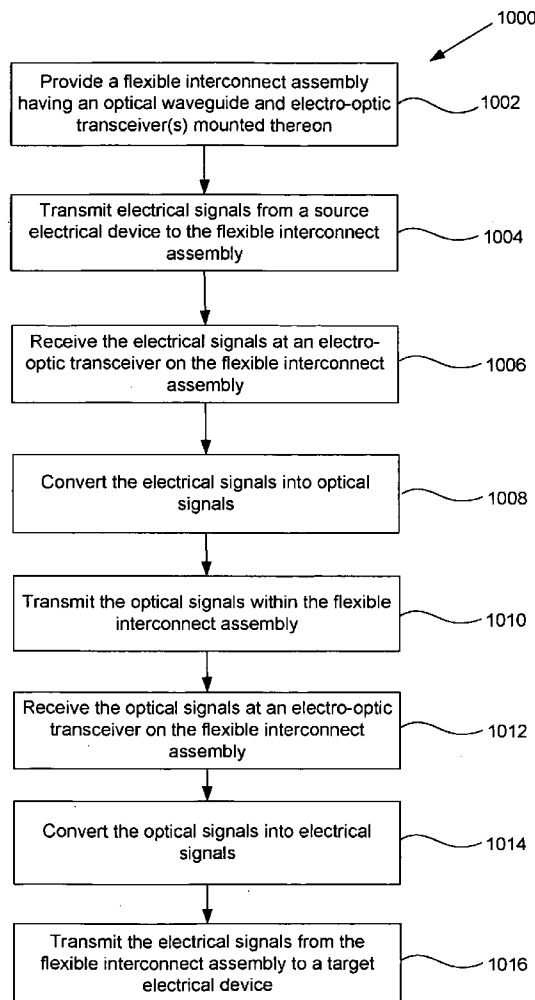 1000
Provide a flexible interconnect assembly
having an optical waveguide and electro-optic
transceiver(s) mounted thereon
1002
Transmit electrical signals from a source
electrical device to the flexible interconnect
assembly
1004
Receive the electrical signals at an electro-
optic transceiver on the flexible interconnect
assembly
1006
Convert the electrical signals into optical
signals
1008
Transmit the optical signals within the flexible
interconnect assembly
1010
Receive the optical signals at an electro-optic
transceiver on the flexible interconnect
assembly
1012
Convert the optical signals into electrical
signals
1014
Transmit the electrical signals from the
flexible interconnect assembly to a target
electrical device
1016